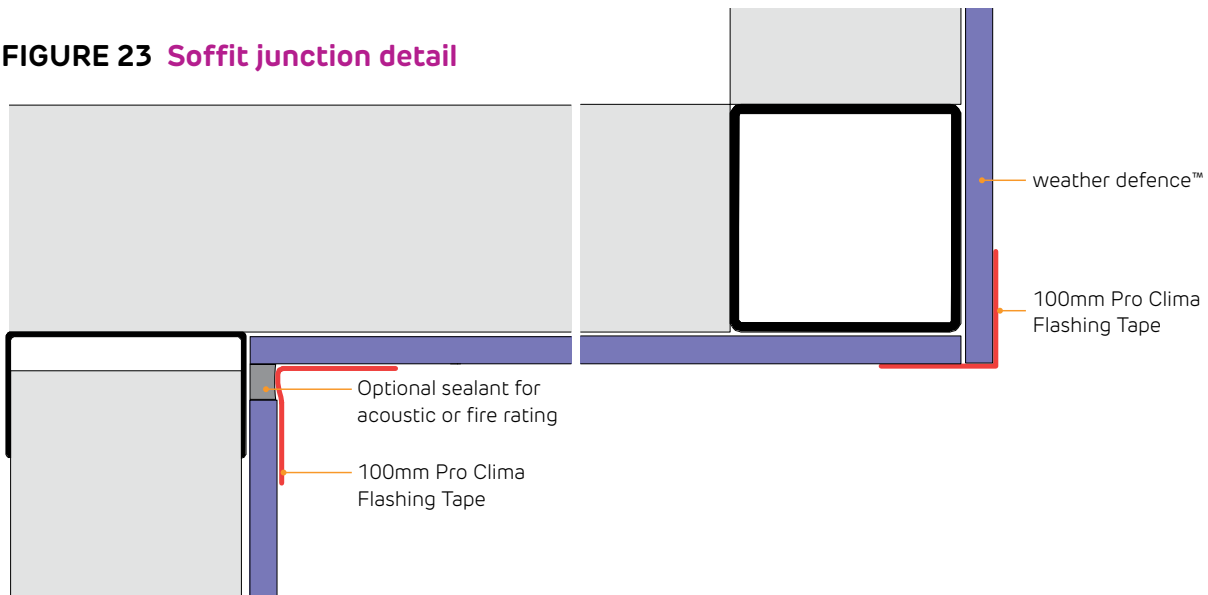 FIGURE 23 Soffit junction detail
weather defence™
100mm Pro Clima
Flashing Tape
Optional sealant for
acoustic or fire rating
100mm Pro Clima
Flashing Tape